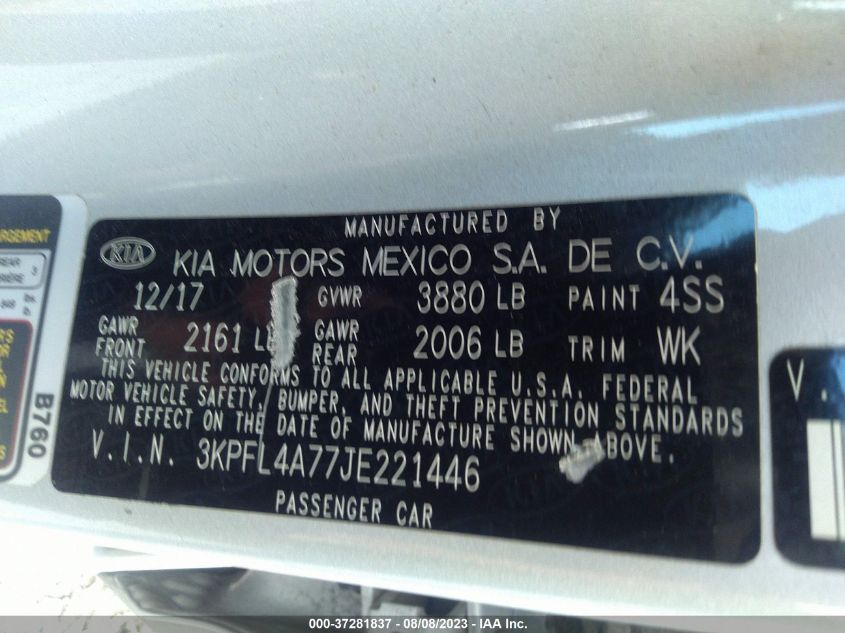 MANUFACTURED BY
KIA KIA MOTORS MEXICO S.A. DE C.V.
12/17 GVWR 3880 LB PAINT 4SS
GAWR FRONT 2161 LB GAWR REAR 2006 LB TRIM WK
THIS VEHICLE CONFORMS TO ALL APPLICABLE U.S.A. FEDERAL
MOTOR VEHICLE SAFETY, BUMPER, AND THEFT PREVENTION STANDARDS
IN EFFECT ON THE DATE OF MANUFACTURE SHOWN ABOVE.
V.I.N. 3KPFL4A77JE221446
PASSENGER CAR
B760
REAR
3
V.
000-37281837 - 08/08/2023 - IAA Inc.